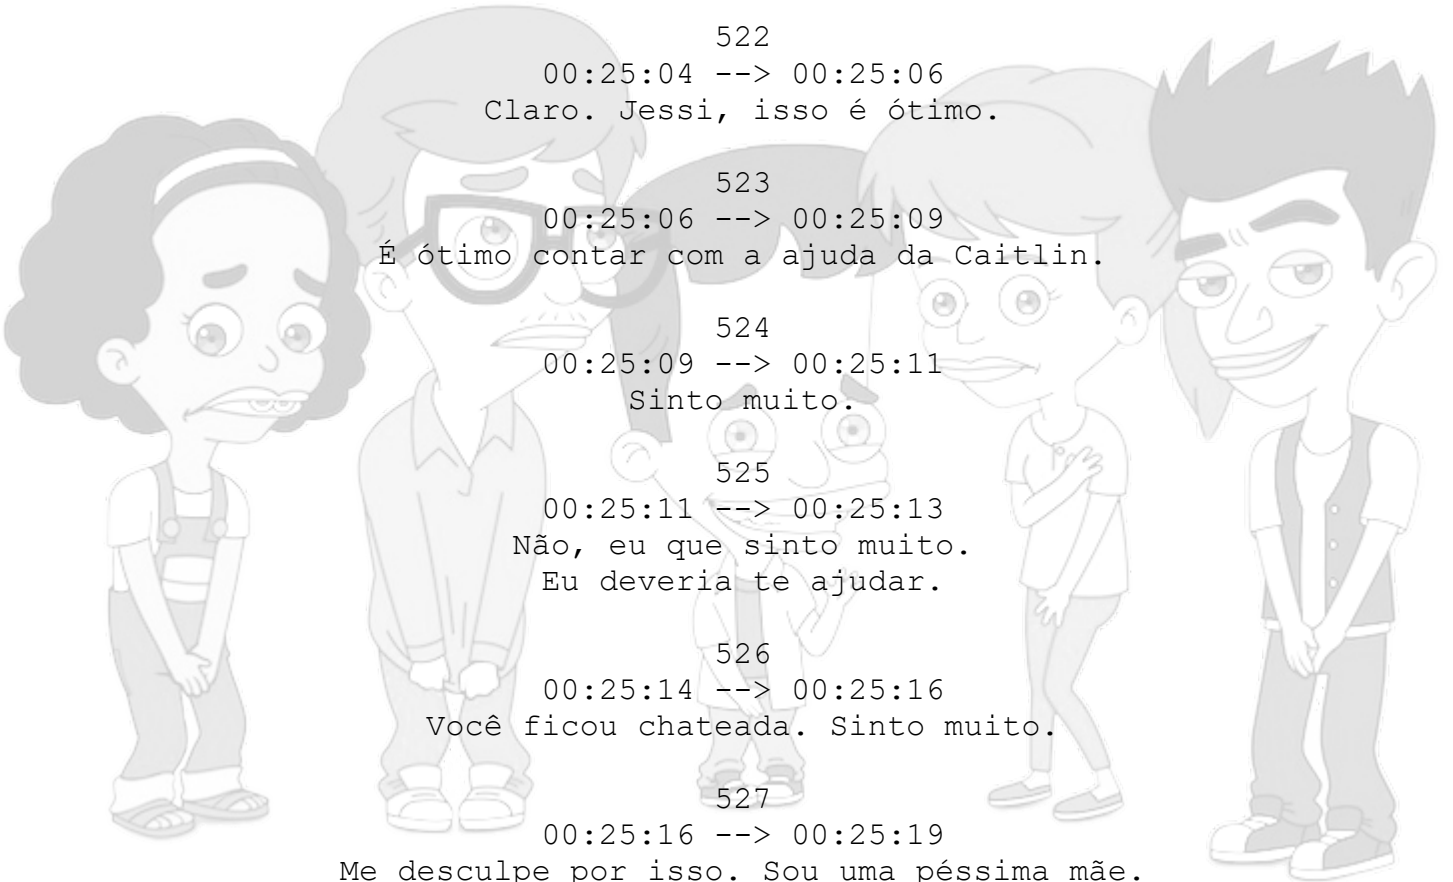 522
00:25:04 --> 00:25:06
Claro. Jessi, isso é ótimo.
523
00:25:06 --> 00:25:09
É ótimo contar com a ajuda da Caitlin.
524
00:25:09 --> 00:25:11
Sinto muito.
525
00:25:11 --> 00:25:13
Não, eu que sinto muito.
Eu deveria te ajudar.
526
00:25:14 --> 00:25:16
Você ficou chateada. Sinto muito.
527
00:25:16 --> 00:25:19
Me desculpe por isso. Sou uma péssima mãe.